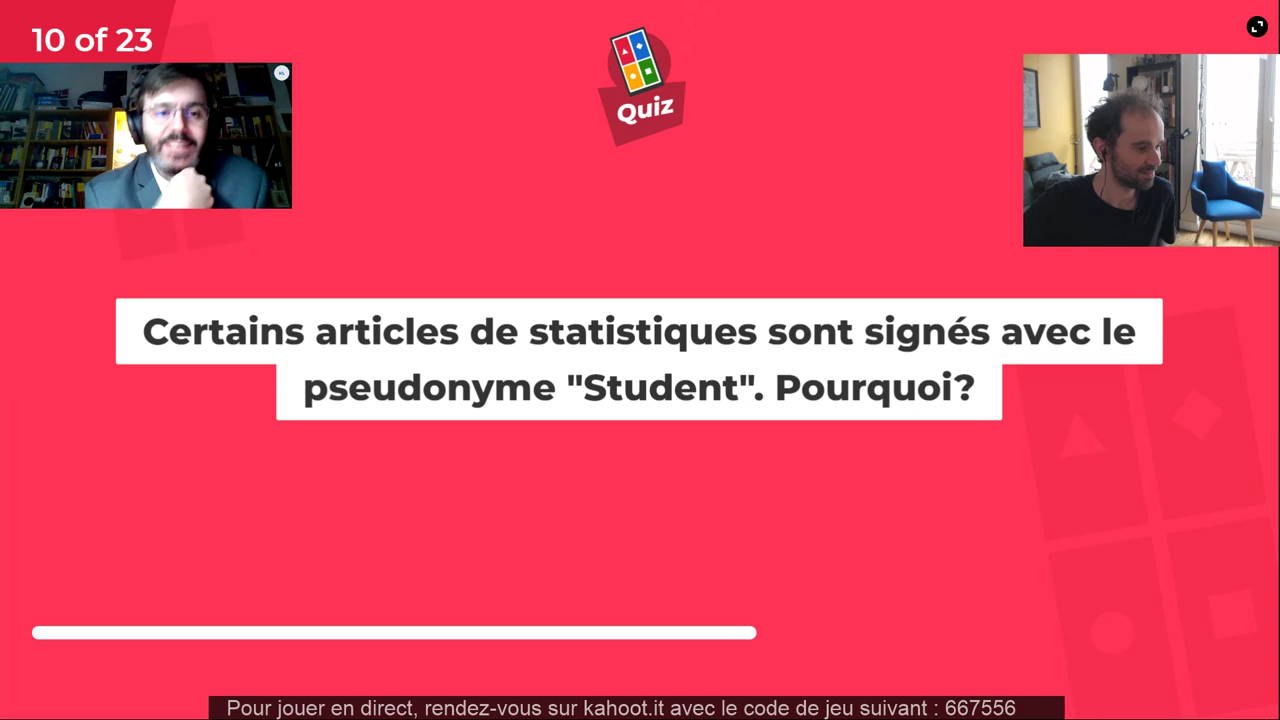 10 of 23
Quiz
Certains articles de statistiques sont signés avec le
pseudonyme "Student". Pourquoi?
Pour jouer en direct, rendez-vous sur kahoot.it avec le code de jeu suivant : 667556